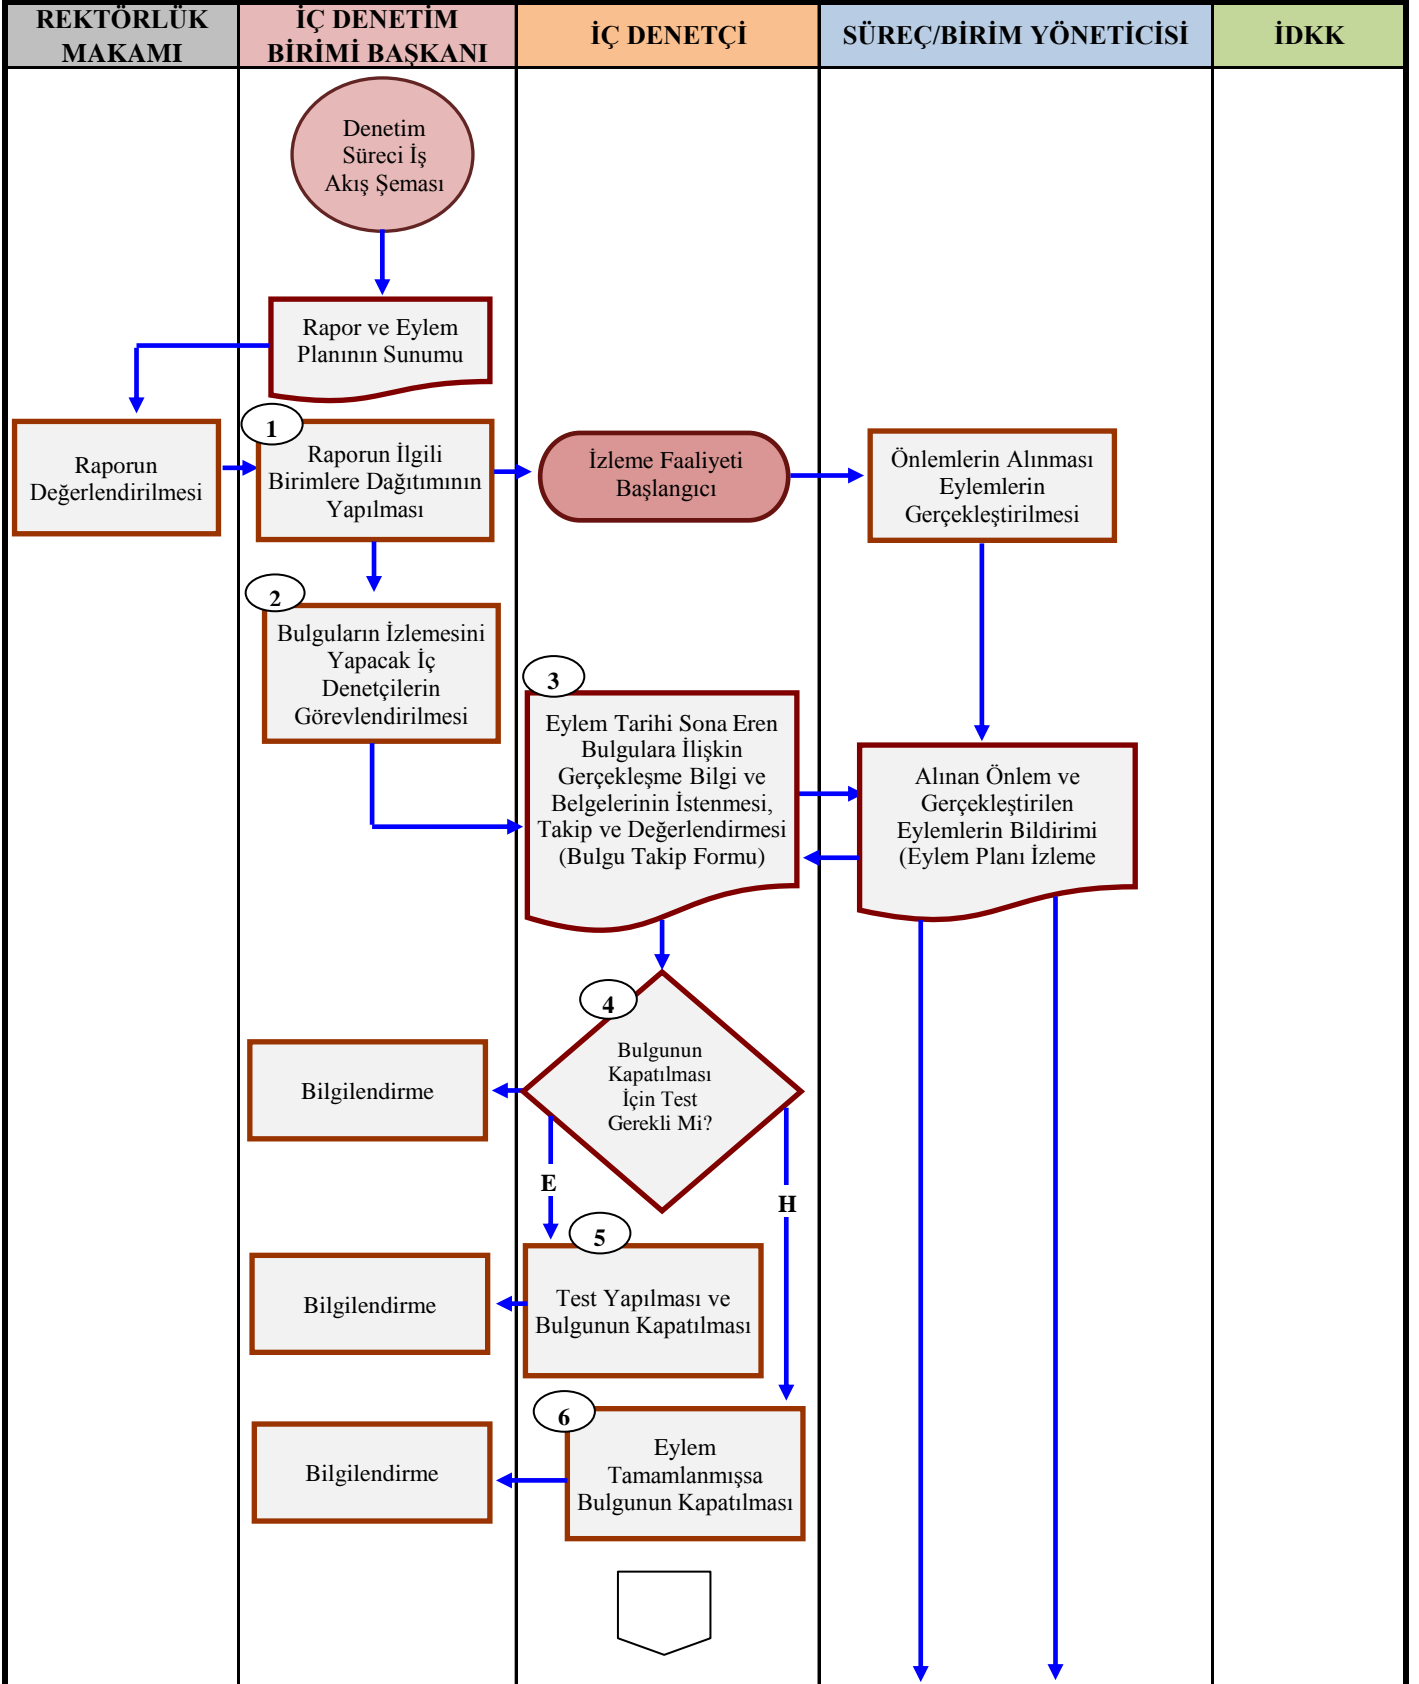 REKTÖRLÜK
MAKAMI
İÇ DENETİM
BİRİMİ BAŞKANI
İÇ DENETÇİ
SÜREÇ/BİRİM YÖNETİCİSİ
İDKK
Denetim
Süreci İş
Akış Şeması
Rapor ve Eylem
Planının Sunumu
Raporun
Değerlendirilmesi
1
Raporun İlgili
Birimlere Dağıtımının
Yapılması
İzleme Faaliyeti
Başlangıcı
Önlemlerin Alınması
Eylemlerin
Gerçekleştirilmesi
2
Bulguların İzlemesini
Yapacak İç
Denetçilerin
Görevlendirilmesi
3
Eylem Tarihi Sona Eren
Bulgulara İlişkin
Gerçekleşme Bilgi ve
Belgelerinin İstenmesi,
Takip ve Değerlendirmesi
(Bulgu Takip Formu)
Alınan Önlem ve
Gerçekleştirilen
Eylemlerin Bildirimi
(Eylem Planı İzleme
4
Bulgunun
Kapatılması
İçin Test
Gerekli Mi?
Bilgilendirme
E
H
5
Test Yapılması ve
Bulgunun Kapatılması
Bilgilendirme
6
Eylem
Tamamlanmışsa
Bulgunun Kapatılması
Bilgilendirme